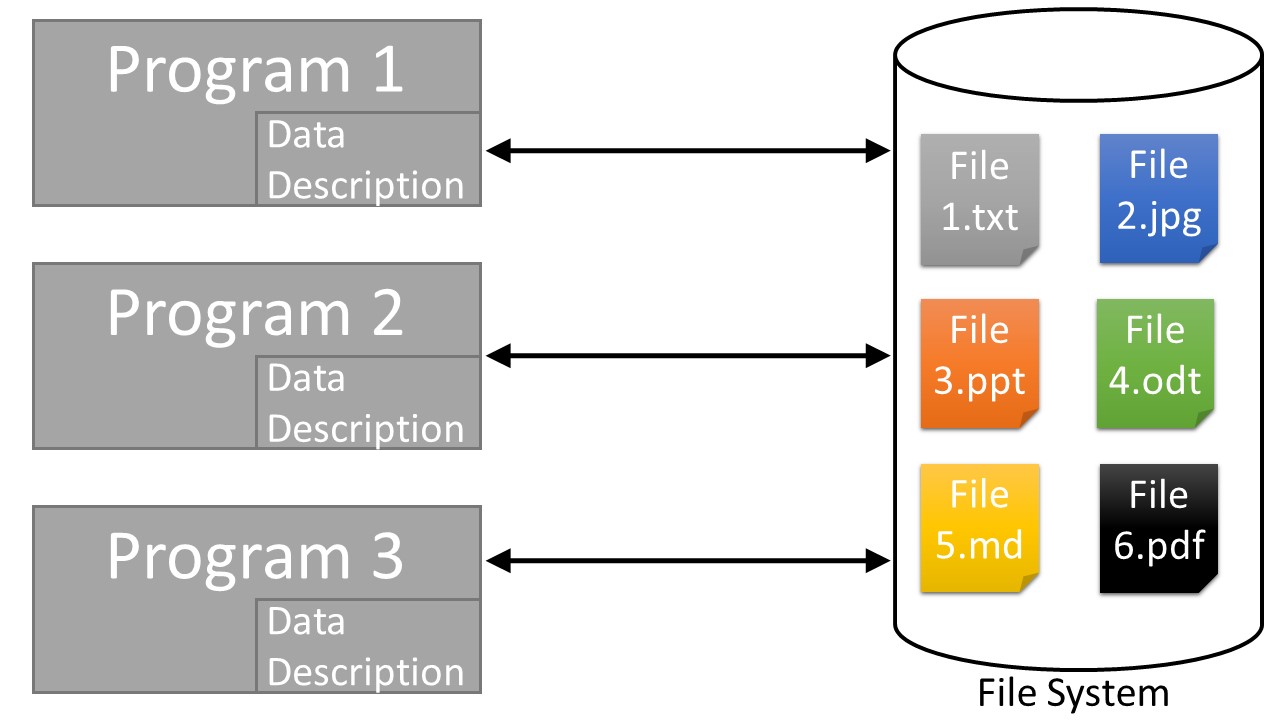 Program 1
Data
Description
Program 2
Data
Description
Program 3
Data
Description
File
1.txt
File
2.jpg
File
3.ppt
File
4.odt
File
5.md
File
6.pdf
File System